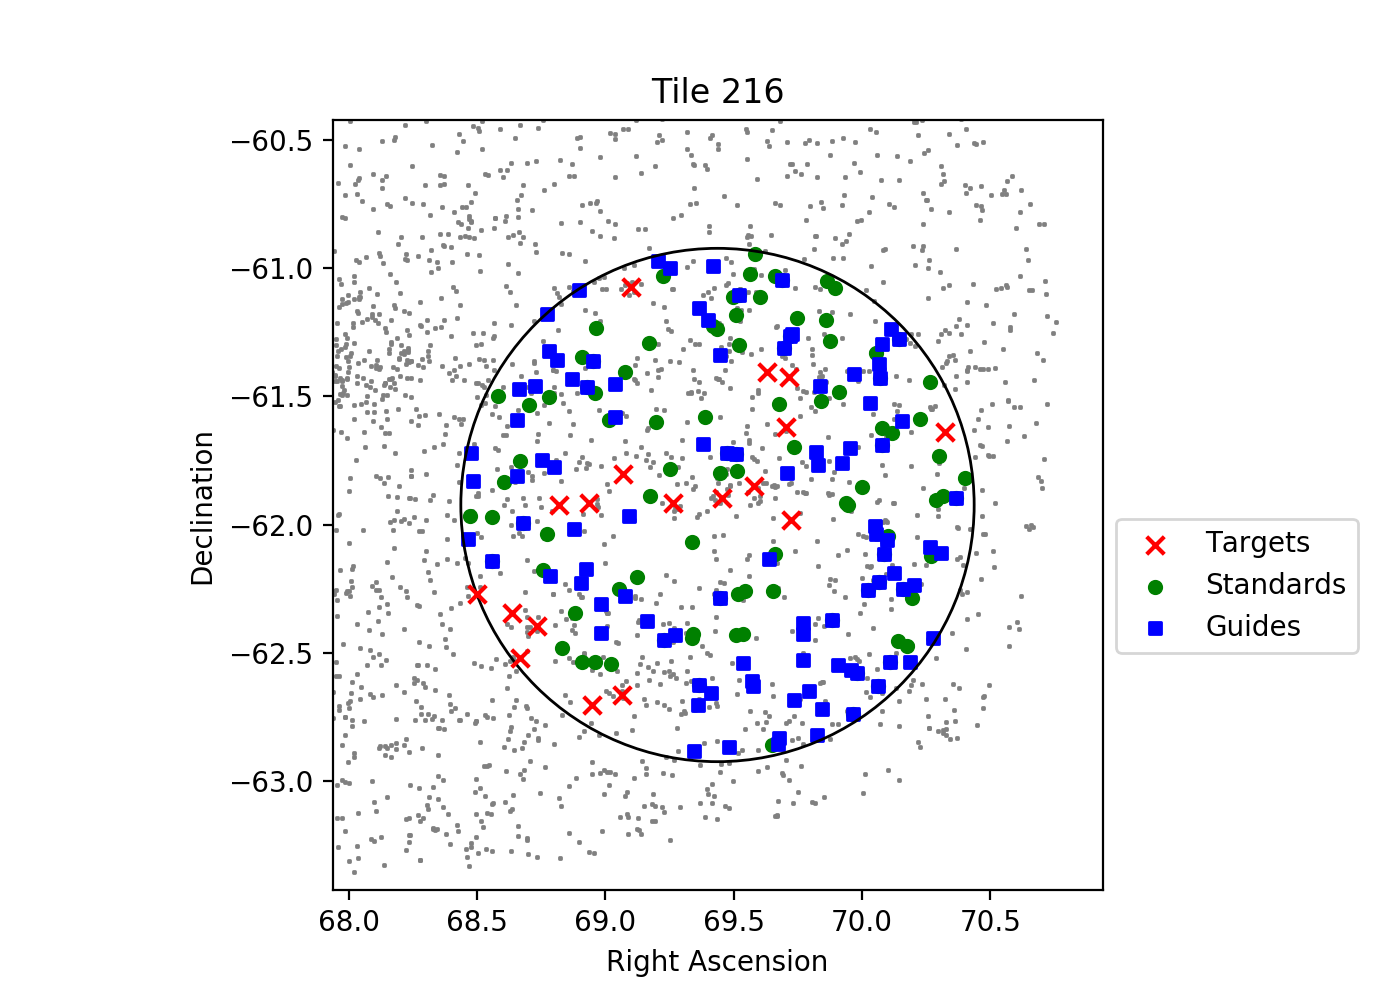 Tile 216
−60.5
−61.0
−61.5
−62.0
−62.5
−63.0
Declination
68.0 68.5 69.0 69.5 70.0 70.5
Right Ascension
Targets
Standards
Guides